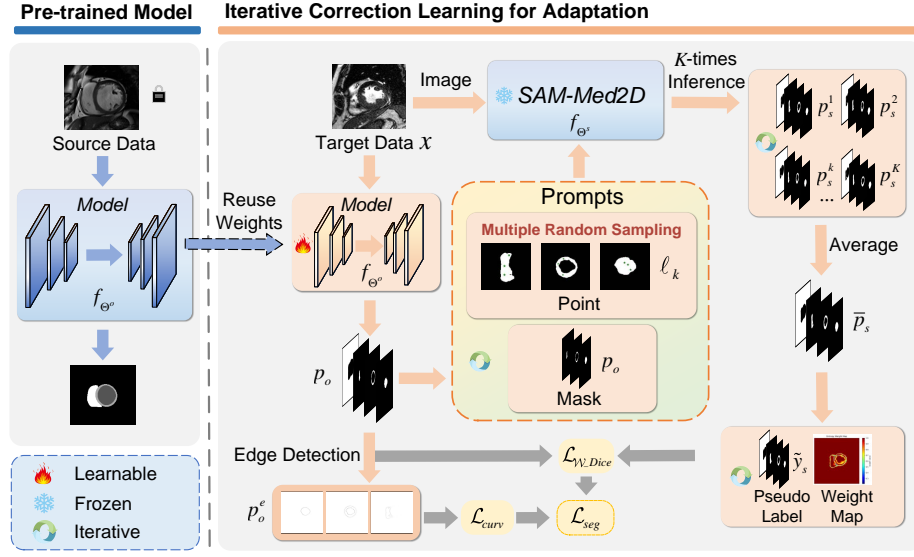 Pre-trained Model
Iterative Correction Learning for Adaptation
Source Data
Model
f_{Θ^o}
Reuse
Weights
Learnable
Frozen
Iterative
Target Data x
Image
SAM-Med2D
f_{Θ^s}
K-times
Inference
p_s^1
p_s^2
p_s^k
...
p_s^K
Model
f_{Θ^o}
Prompts
Multiple Random Sampling
ℓ_k
Point
p_o
Mask
p_o
Average
p̅_s
Edge Detection
p_o^e
ℒ_{W_Dice}
ℒ_{curv}
ℒ_{seg}
ỹ_s
Pseudo
Label
Weight
Map